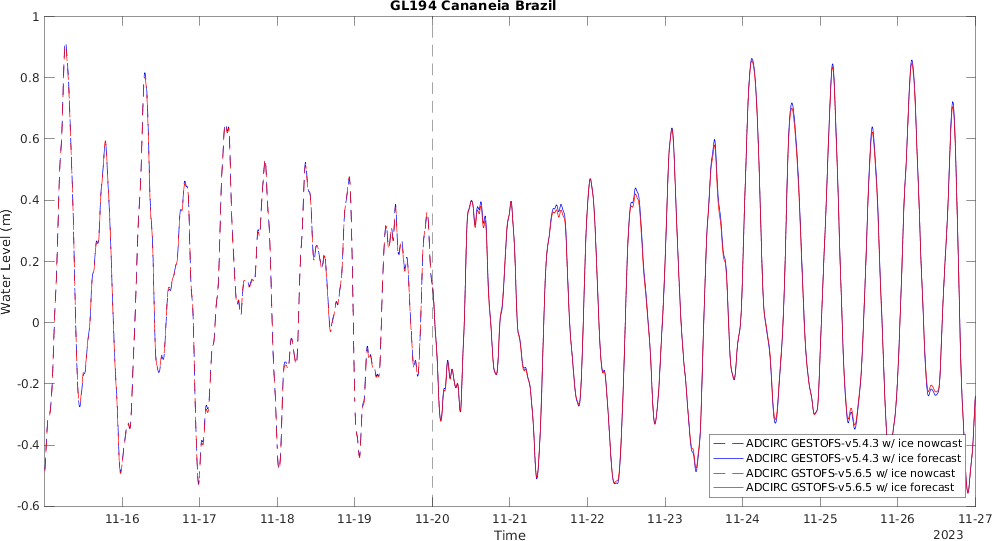 GL194 Cananeia Brazil
Water Level (m)
1
0.8
0.6
0.4
0.2
0
-0.2
-0.4
-0.6
ADCIRC GESTOFS-v5.4.3 w/ ice nowcast
ADCIRC GESTOFS-v5.4.3 w/ ice forecast
ADCIRC GSTOFS-v5.6.5 w/ ice nowcast
ADCIRC GSTOFS-v5.6.5 w/ ice forecast
11-16 11-17 11-18 11-19 11-20 11-21 11-22 11-23 11-24 11-25 11-26 11-27
Time
2023